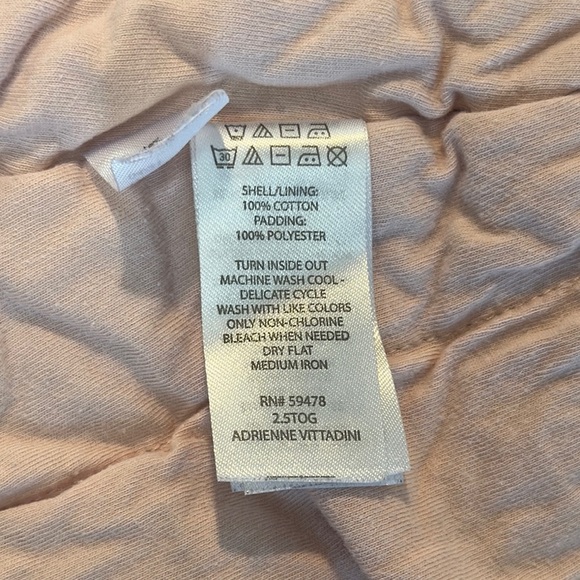 30
SHELL/LINING:
100% COTTON
PADDING:
100% POLYESTER
TURN INSIDE OUT
MACHINE WASH COOL -
DELICATE CYCLE
WASH WITH LIKE COLORS
ONLY NON-CHLORINE
BLEACH WHEN NEEDED
DRY FLAT
MEDIUM IRON
RN# 59478
2.5TOG
ADRIENNE VITTADINI